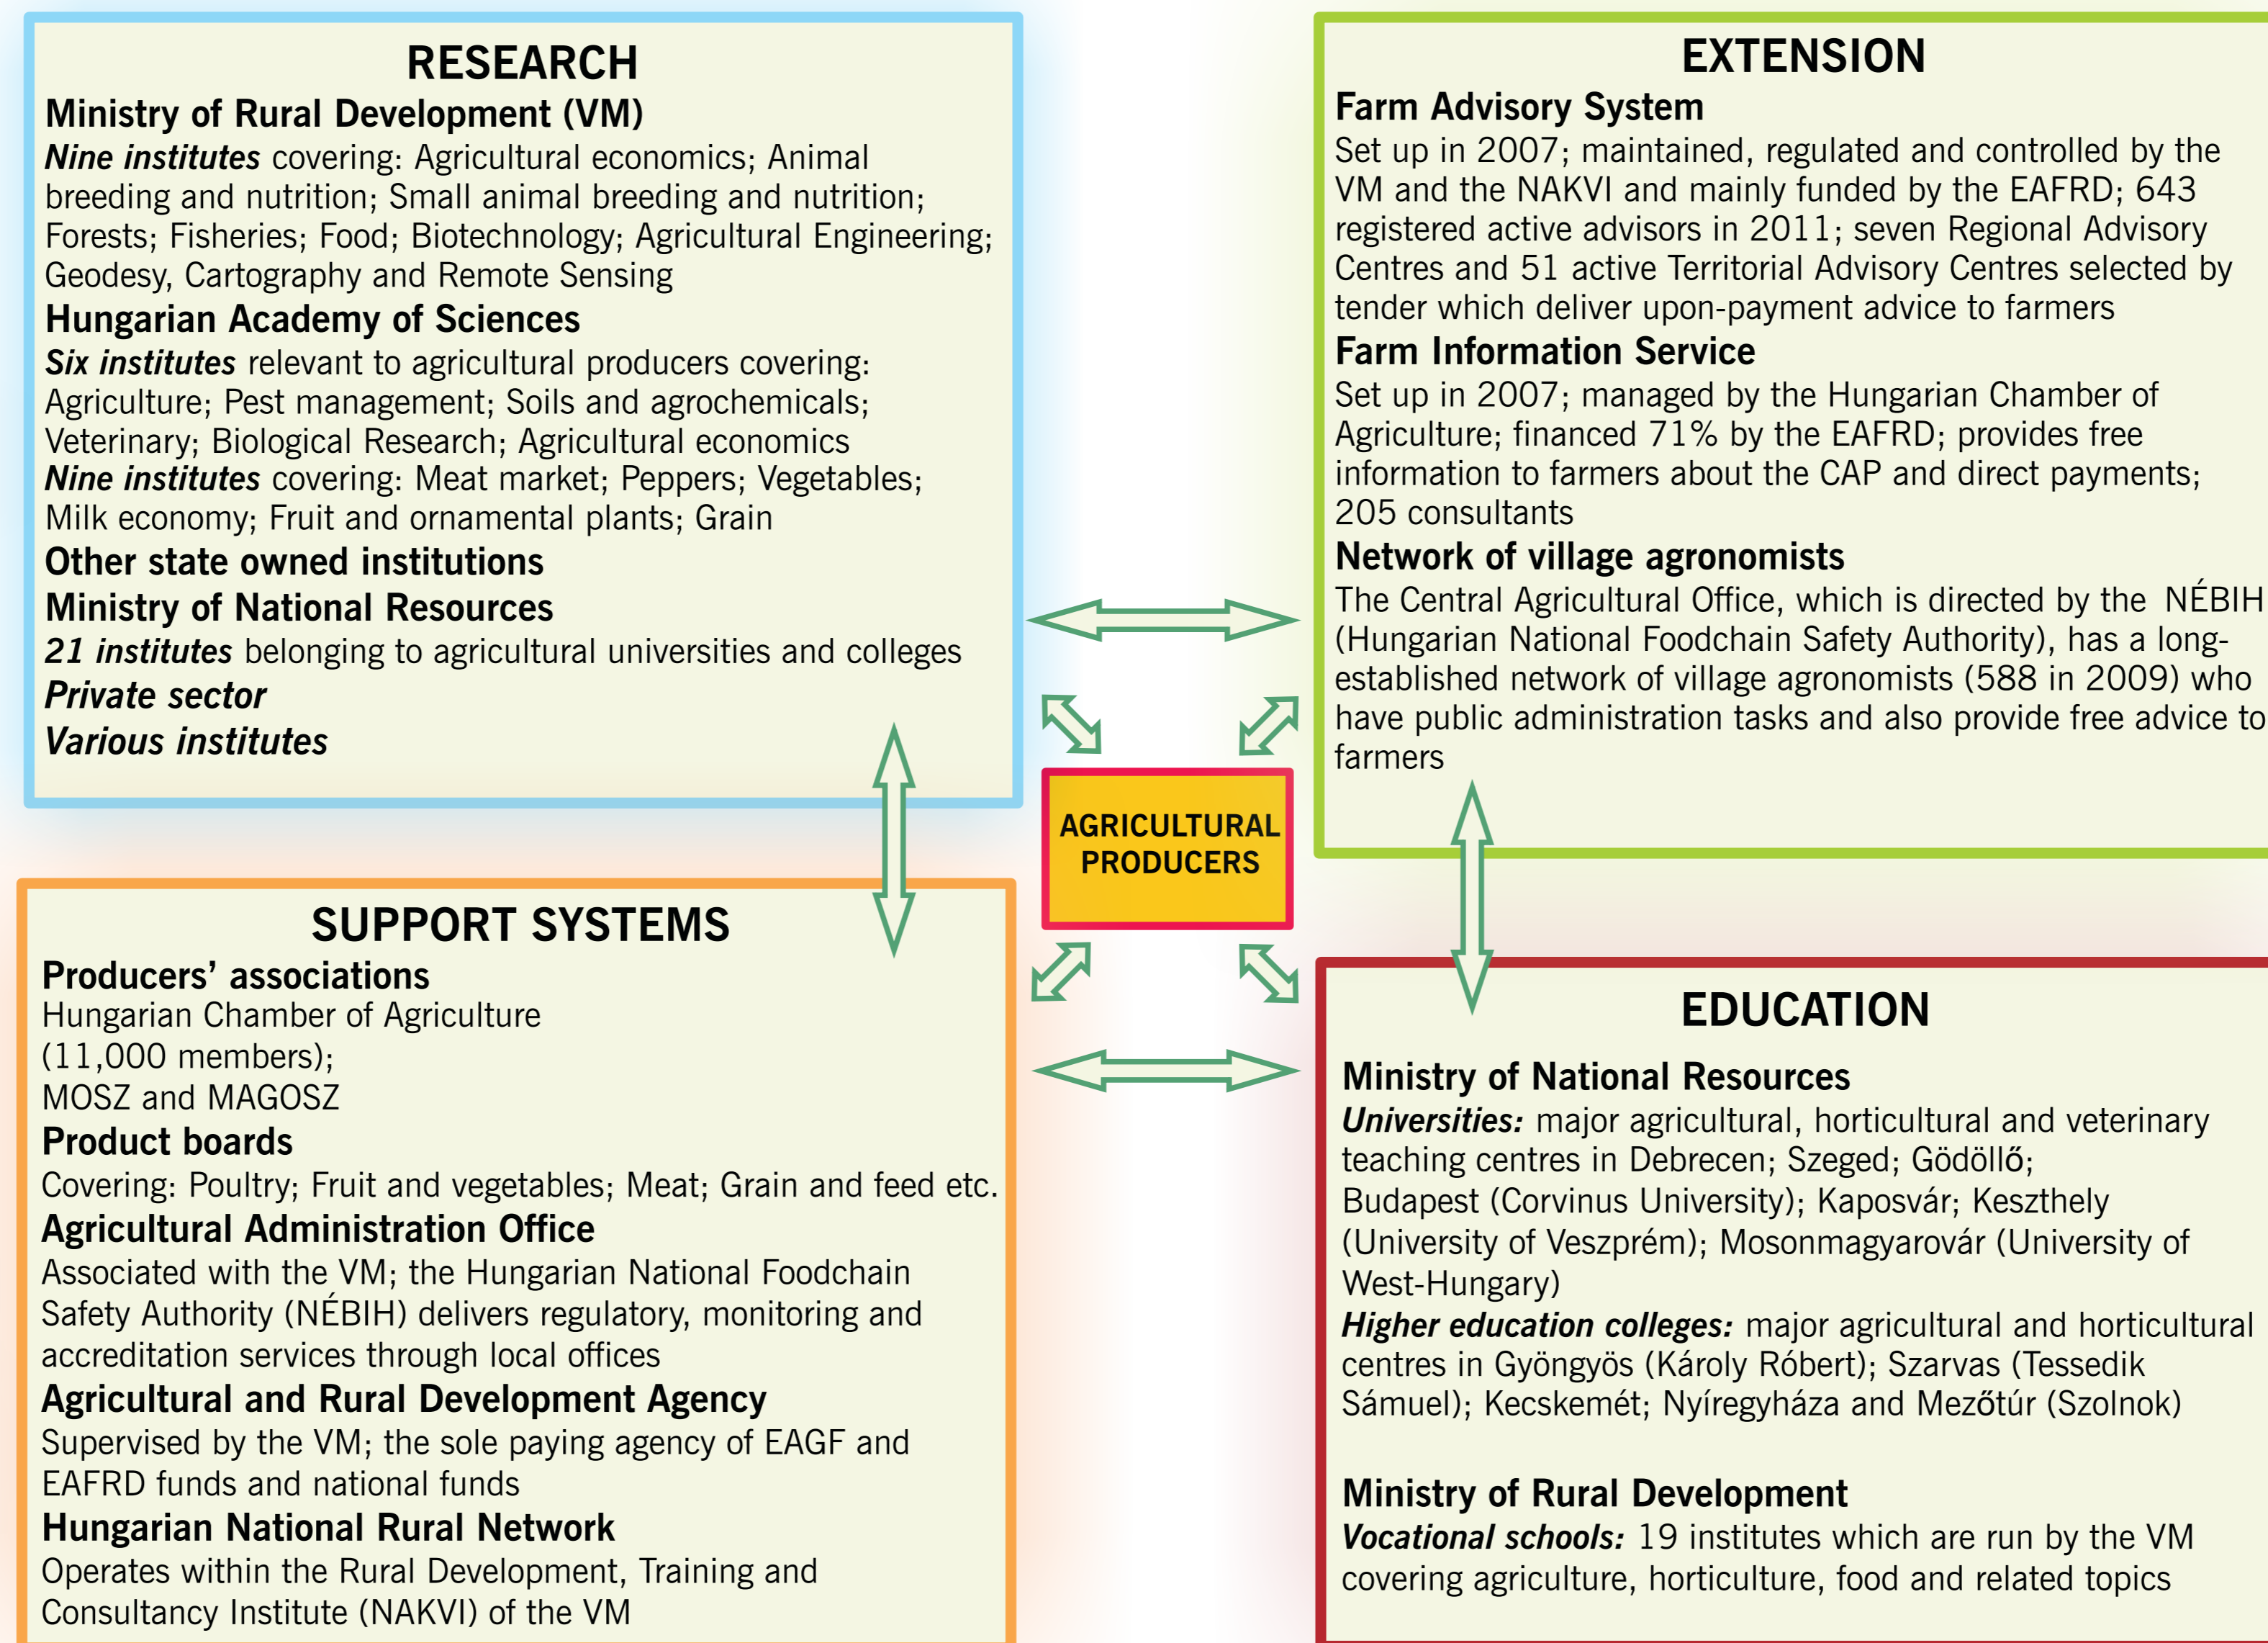 RESEARCH
Ministry of Rural Development (VM)
Nine institutes covering: Agricultural economics; Animal
breeding and nutrition; Small animal breeding and nutrition;
Forests; Fisheries; Food; Biotechnology; Agricultural Engineering;
Geodesy, Cartography and Remote Sensing
Hungarian Academy of Sciences
Six institutes relevant to agricultural producers covering:
Agriculture; Pest management; Soils and agrochemicals;
Veterinary; Biological Research; Agricultural economics
Nine institutes covering: Meat market; Peppers; Vegetables;
Milk economy; Fruit and ornamental plants; Grain
Other state owned institutions
Ministry of National Resources
21 institutes belonging to agricultural universities and colleges
Private sector
Various institutes
EXTENSION
Farm Advisory System
Set up in 2007; maintained, regulated and controlled by the
VM and the NAKVI and mainly funded by the EAFRD; 643
registered active advisors in 2011; seven Regional Advisory
Centres and 51 active Territorial Advisory Centres selected by
tender which deliver upon-payment advice to farmers
Farm Information Service
Set up in 2007; managed by the Hungarian Chamber of
Agriculture; financed 71% by the EAFRD; provides free
information to farmers about the CAP and direct payments;
205 consultants
Network of village agronomists
The Central Agricultural Office, which is directed by the NÉBIH
(Hungarian National Foodchain Safety Authority), has a long-
established network of village agronomists (588 in 2009) who
have public administration tasks and also provide free advice to
farmers
AGRICULTURAL
PRODUCERS
SUPPORT SYSTEMS
Producers’ associations
Hungarian Chamber of Agriculture
(11,000 members);
MOSZ and MAGOSZ
Product boards
Covering: Poultry; Fruit and vegetables; Meat; Grain and feed etc.
Agricultural Administration Office
Associated with the VM; the Hungarian National Foodchain
Safety Authority (NÉBIH) delivers regulatory, monitoring and
accreditation services through local offices
Agricultural and Rural Development Agency
Supervised by the VM; the sole paying agency of EAGF and
EAFRD funds and national funds
Hungarian National Rural Network
Operates within the Rural Development, Training and
Consultancy Institute (NAKVI) of the VM
EDUCATION
Ministry of National Resources
Universities: major agricultural, horticultural and veterinary
teaching centres in Debrecen; Szeged; Gödöllő;
Budapest (Corvinus University); Kaposvár; Keszthely
(University of Veszprém); Mosonmagyarovár (University of
West-Hungary)
Higher education colleges: major agricultural and horticultural
centres in Gyöngyös (Károly Róbert); Szarvas (Tessedik
Sámuel); Kecskemét; Nyíregyháza and Mezőtúr (Szolnok)
Ministry of Rural Development
Vocational schools: 19 institutes which are run by the VM
covering agriculture, horticulture, food and related topics